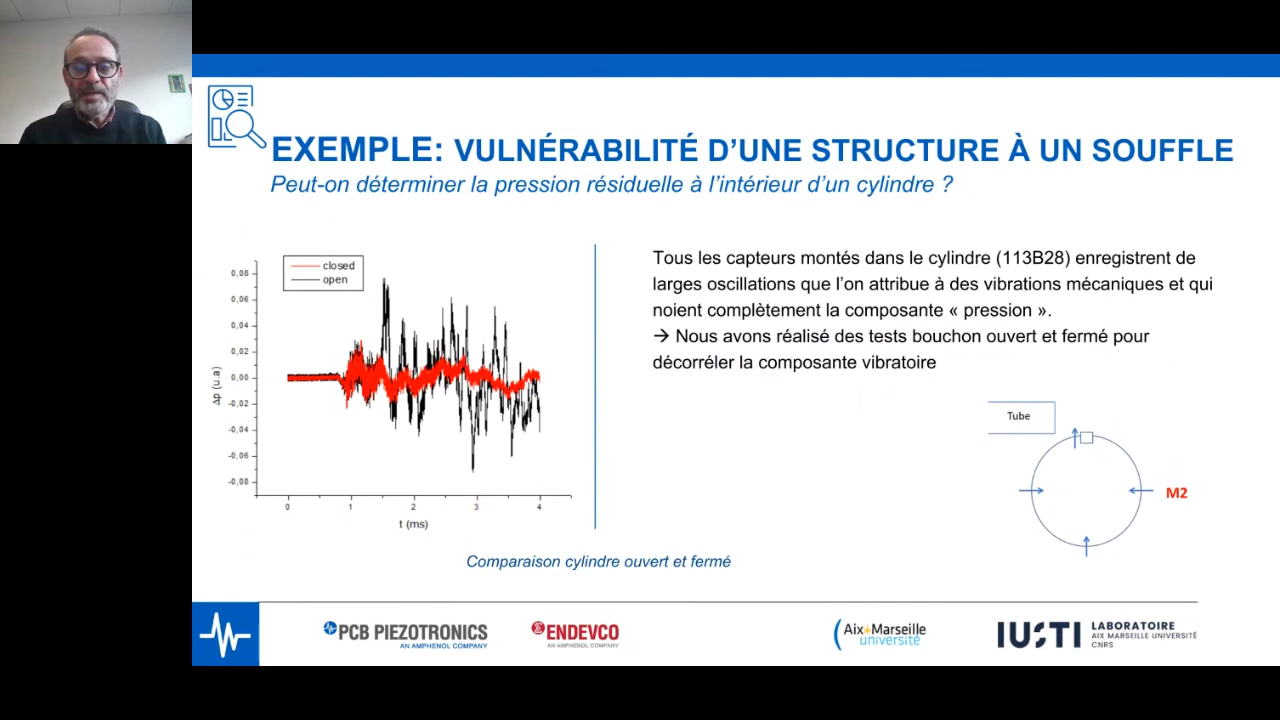 EXEMPLE: VULNÉRABILITÉ D’UNE STRUCTURE À UN SOUFFLE
Peut-on déterminer la pression résiduelle à l’intérieur d’un cylindre ?
closed
open
0,08
0,06
0,04
0,02
0,00
-0,02
-0,04
-0,06
-0,08
Δp (u.a)
0 1 2 3 4
t (ms)
Tous les capteurs montés dans le cylindre (113B28) enregistrent de
larges oscillations que l’on attribue à des vibrations mécaniques et qui
noient complètement la composante « pression ».
→ Nous avons réalisé des tests bouchon ouvert et fermé pour
décorréler la composante vibratoire
Tube
M2
Comparaison cylindre ouvert et fermé
PCB PIEZOTRONICS
AN AMPHENOL COMPANY
ENDEVCO
AN AMPHENOL COMPANY
Aix Marseille
université
IUSTI
LABORATOIRE
AIX MARSEILLE UNIVERSITÉ
CNRS